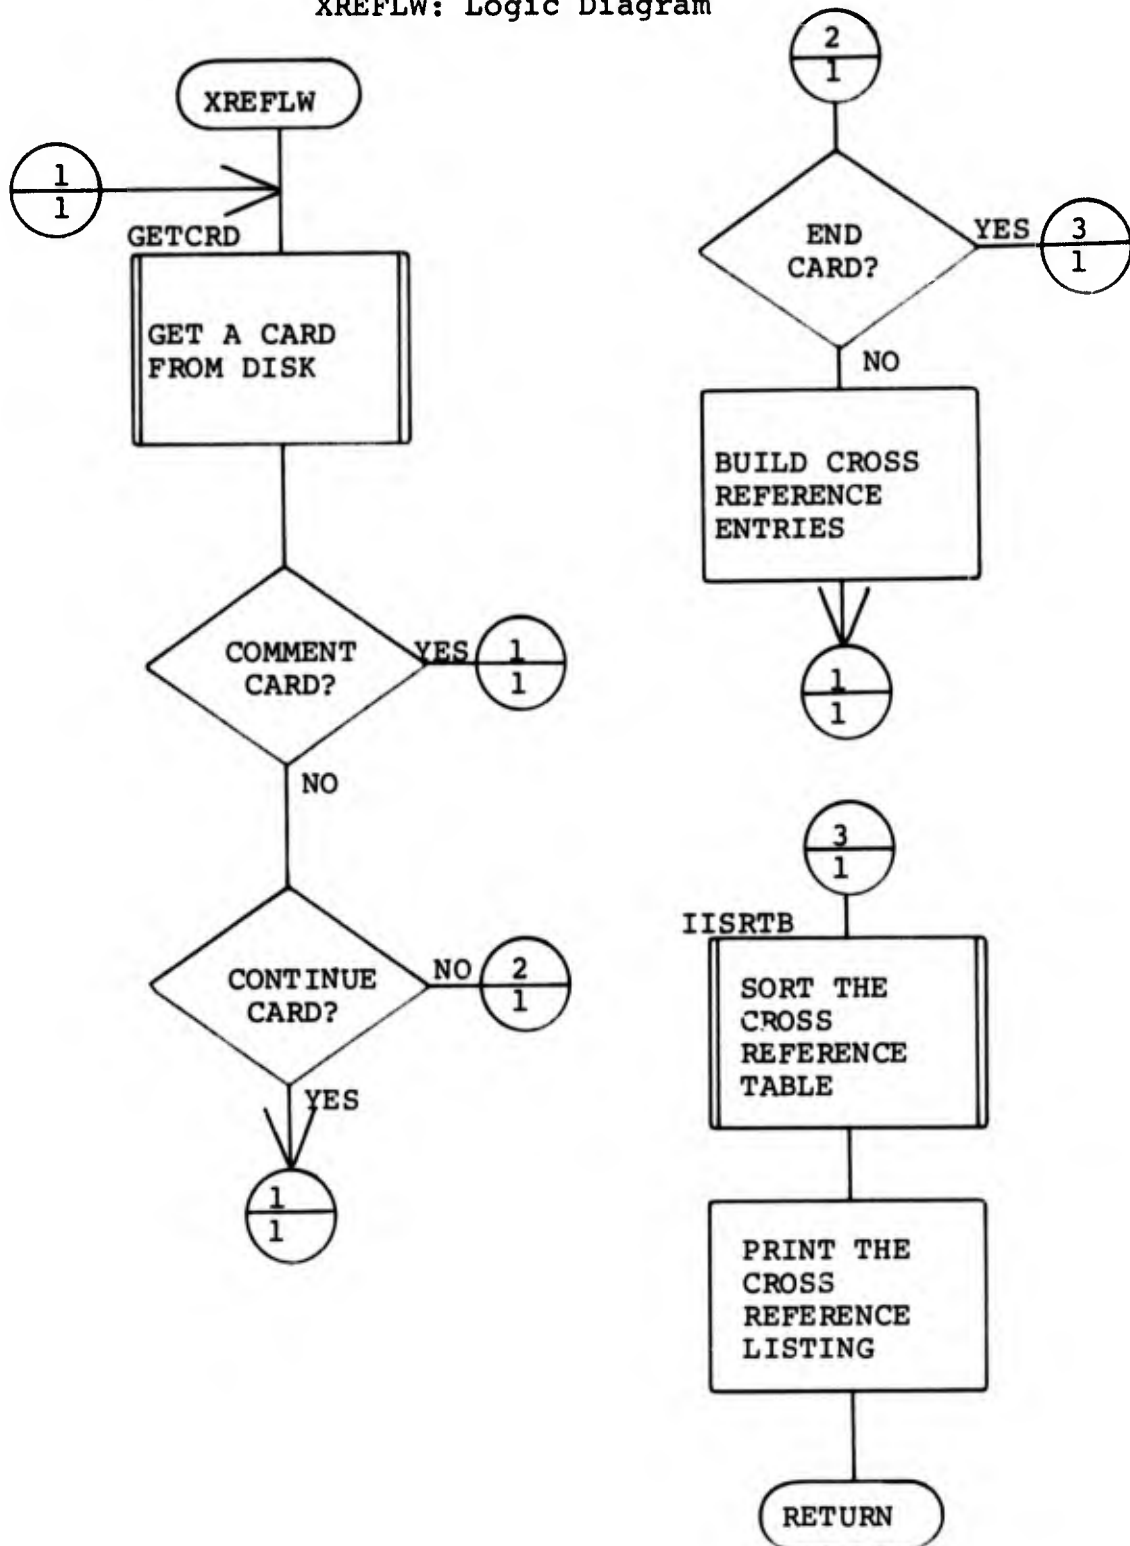 XREFLW: Logic Diagram
XREFLW
1
1
GETCRD
GET A CARD
FROM DISK
COMMENT
CARD?
YES
1
1
NO
CONTINUE
CARD?
NO
2
1
YES
1
1
2
1
END
CARD?
YES
3
1
NO
BUILD CROSS
REFERENCE
ENTRIES
1
1
3
1
IISRTB
SORT THE
CROSS
REFERENCE
TABLE
PRINT THE
CROSS
REFERENCE
LISTING
RETURN